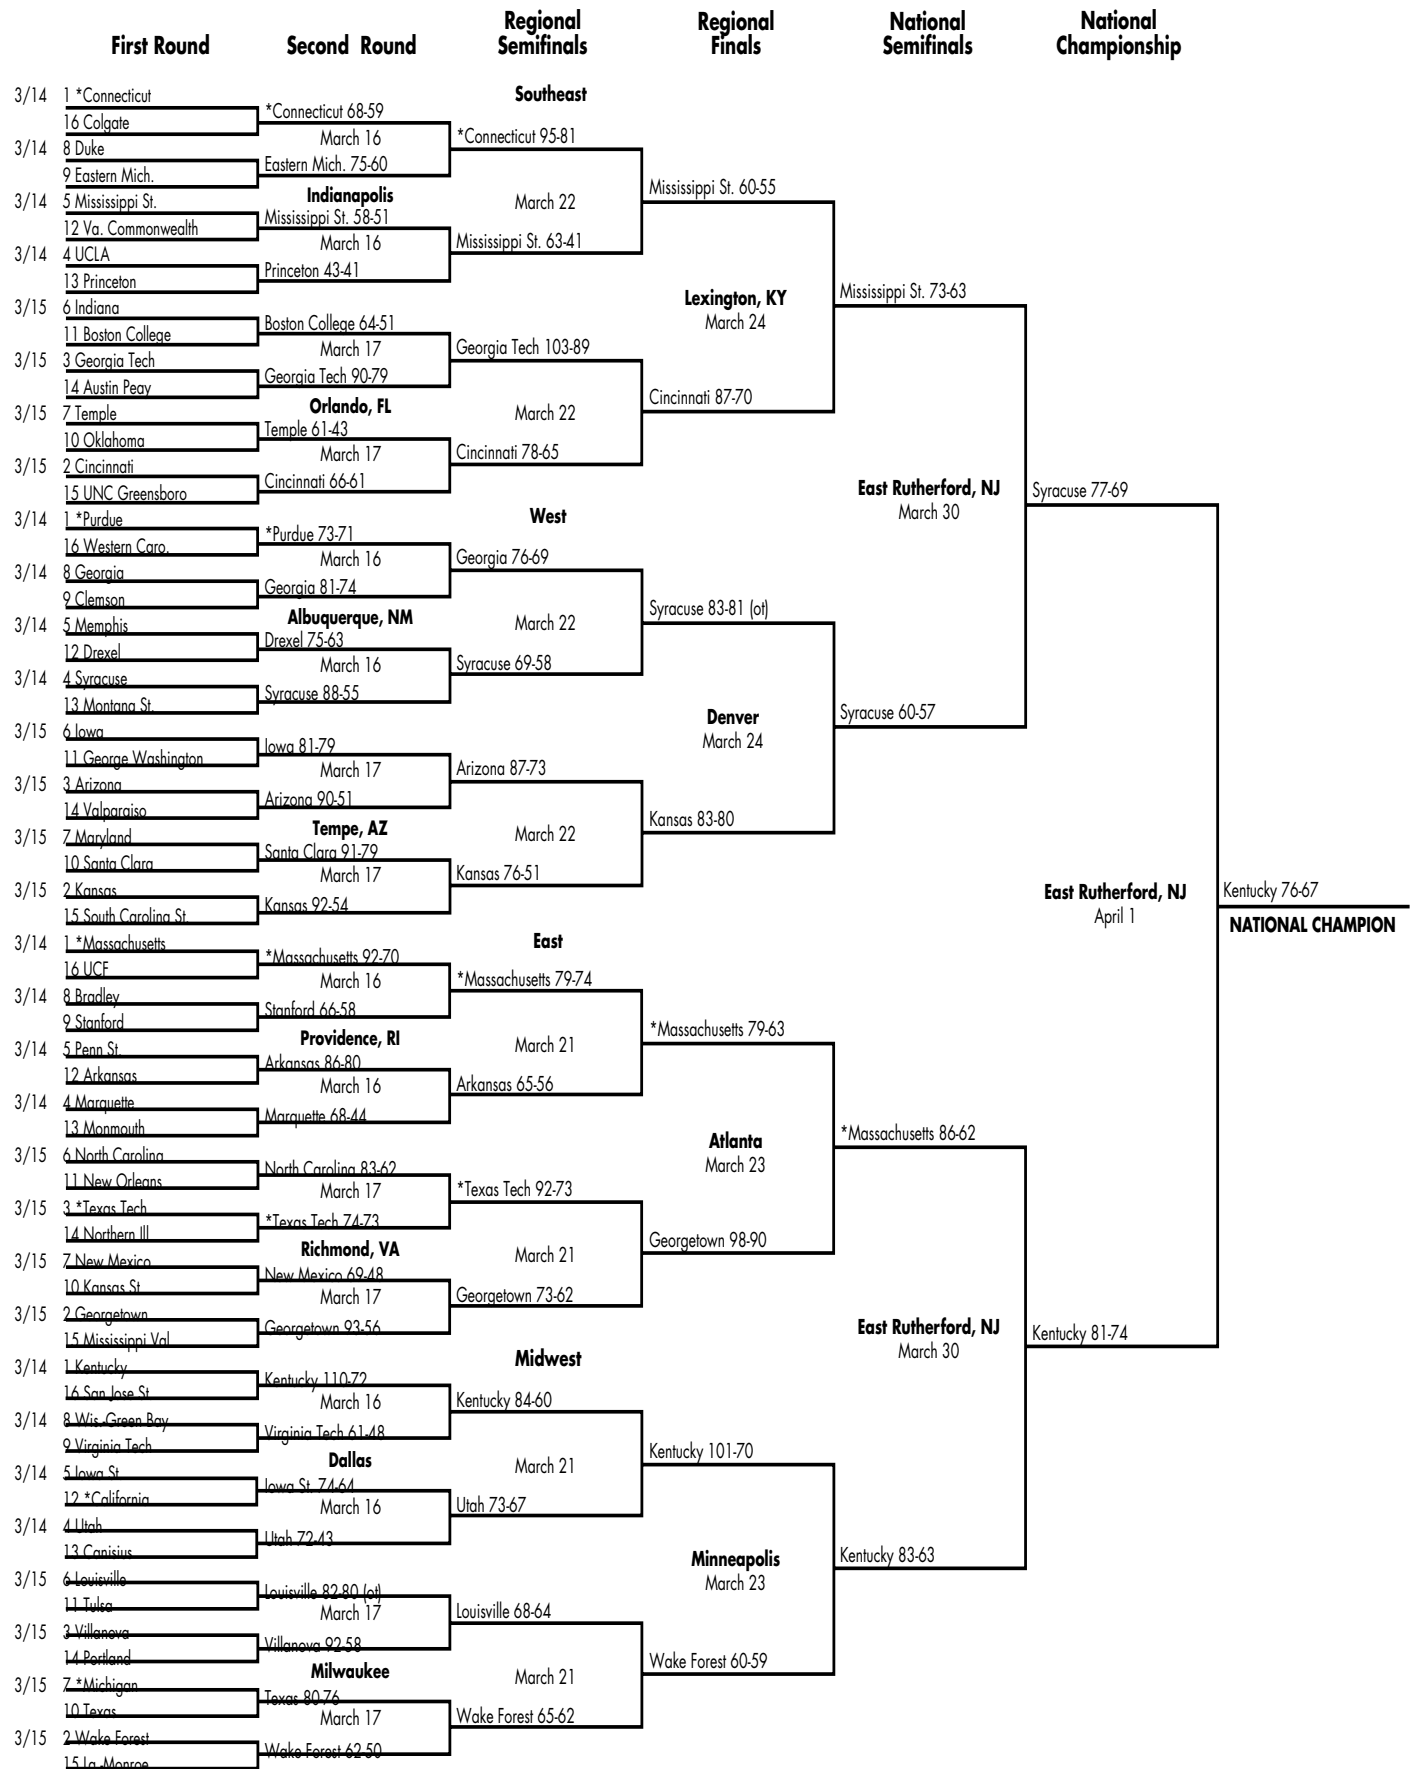 First Round
Second Round
Regional Semifinals
Regional Finals
National Semifinals
National Championship
Southeast
3/14 1 *Connecticut
16 Colgate
3/14 8 Duke
9 Eastern Mich.
3/14 5 Mississippi St.
12 Va. Commonwealth
3/14 4 UCLA
13 Princeton
3/15 6 Indiana
11 Boston College
3/15 3 Georgia Tech
14 Austin Peay
3/15 7 Temple
10 Oklahoma
3/15 2 Cincinnati
15 UNC Greensboro
*Connecticut 68-59
March 16
Eastern Mich. 75-60
Indianapolis
Mississippi St. 58-51
March 16
Princeton 43-41
Boston College 64-51
March 17
Georgia Tech 90-79
Orlando, FL
Temple 61-43
March 17
Cincinnati 66-61
*Connecticut 95-81
March 22
Mississippi St. 63-41
Georgia Tech 103-89
March 22
Cincinnati 78-65
Mississippi St. 60-55
Lexington, KY
March 24
Cincinnati 87-70
Mississippi St. 73-63
West
3/14 1 *Purdue
16 Western Caro.
3/14 8 Georgia
9 Clemson
3/14 5 Memphis
12 Drexel
3/14 4 Syracuse
13 Montana St.
3/15 6 Iowa
11 George Washington
3/15 3 Arizona
14 Valparaiso
3/15 7 Maryland
10 Santa Clara
3/15 2 Kansas
15 South Carolina St.
*Purdue 73-71
March 16
Georgia 81-74
Albuquerque, NM
Drexel 75-63
March 16
Syracuse 88-55
Iowa 81-79
March 17
Arizona 90-51
Tempe, AZ
Santa Clara 91-79
March 17
Kansas 92-54
Georgia 76-69
March 22
Syracuse 69-58
Arizona 87-73
March 22
Kansas 76-51
Syracuse 83-81 (ot)
Denver
March 24
Kansas 83-80
Syracuse 60-57
East Rutherford, NJ
March 30
Syracuse 77-69
East
3/14 1 *Massachusetts
16 UCF
3/14 8 Bradley
9 Stanford
3/14 5 Penn St.
12 Arkansas
3/14 4 Marquette
13 Monmouth
3/15 6 North Carolina
11 New Orleans
3/15 3 *Texas Tech
14 Northern Ill
3/15 7 New Mexico
10 Kansas St
3/15 2 Georgetown
15 Mississippi Val
*Massachusetts 92-70
March 16
Stanford 66-58
Providence, RI
Arkansas 86-80
March 16
Marquette 68-44
North Carolina 83-62
March 17
*Texas Tech 74-73
Richmond, VA
New Mexico 69-48
March 17
Georgetown 93-56
*Massachusetts 79-74
March 21
Arkansas 65-56
*Texas Tech 92-73
March 21
Georgetown 73-62
*Massachusetts 79-63
Atlanta
March 23
Georgetown 98-90
*Massachusetts 86-62
Midwest
3/14 1 Kentucky
16 San Jose St
3/14 8 Wis.-Green Bay
9 Virginia Tech
3/14 5 Iowa St.
12 *California
3/14 4 Utah
13 Canisius
3/15 6 Louisville
11 Tulsa
3/15 3 Villanova
14 Portland
3/15 7 *Michigan
10 Texas
3/15 2 Wake Forest
15 La.-Monroe
Kentucky 110-72
March 16
Virginia Tech 61-48
Dallas
Iowa St. 74-64
March 16
Utah 72-43
Louisville 82-80 (ot)
March 17
Villanova 92-58
Milwaukee
Texas 80-76
March 17
Wake Forest 62-50
Kentucky 84-60
March 21
Utah 73-67
Louisville 68-64
March 21
Wake Forest 65-62
Kentucky 101-70
Minneapolis
March 23
Wake Forest 60-59
Kentucky 83-63
East Rutherford, NJ
March 30
Kentucky 81-74
East Rutherford, NJ
April 1
Kentucky 76-67
NATIONAL CHAMPION